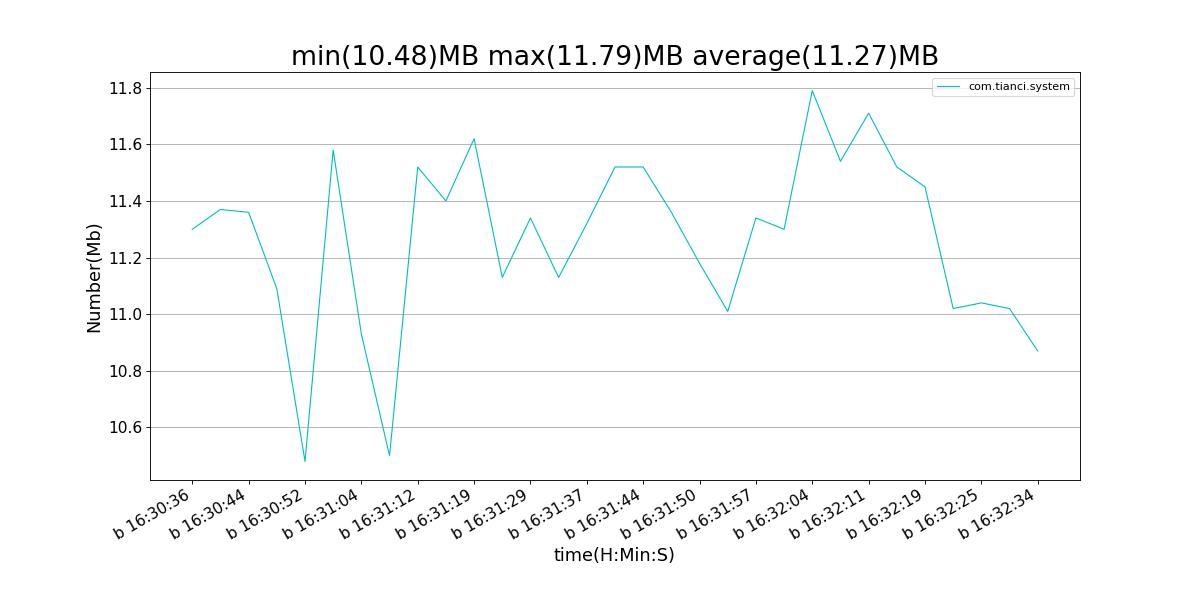 min(10.48)MB max(11.79)MB average(11.27)MB
com.tianci.system
Number(Mb)
11.8
11.6
11.4
11.2
11.0
10.8
10.6
b 16:30:36
b 16:30:44
b 16:30:52
b 16:31:04
b 16:31:12
b 16:31:19
b 16:31:29
b 16:31:37
b 16:31:44
b 16:31:50
b 16:31:57
b 16:32:04
b 16:32:11
b 16:32:19
b 16:32:25
b 16:32:34
time(H:Min:S)